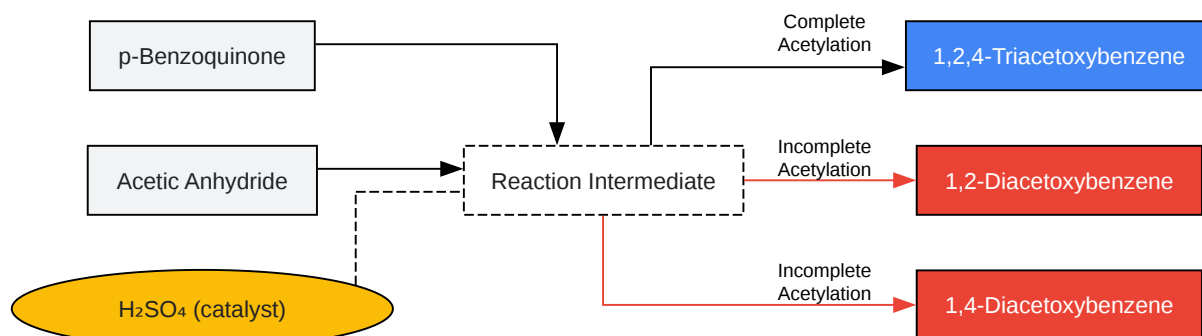 Complete
Acetylation
p-Benzoquinone
1,2,4-Triacetoxybenzene
Acetic Anhydride
Reaction Intermediate
Incomplete
Acetylation
1,2-Diacetoxybenzene
H₂SO₄ (catalyst)
Incomplete
Acetylation
1,4-Diacetoxybenzene